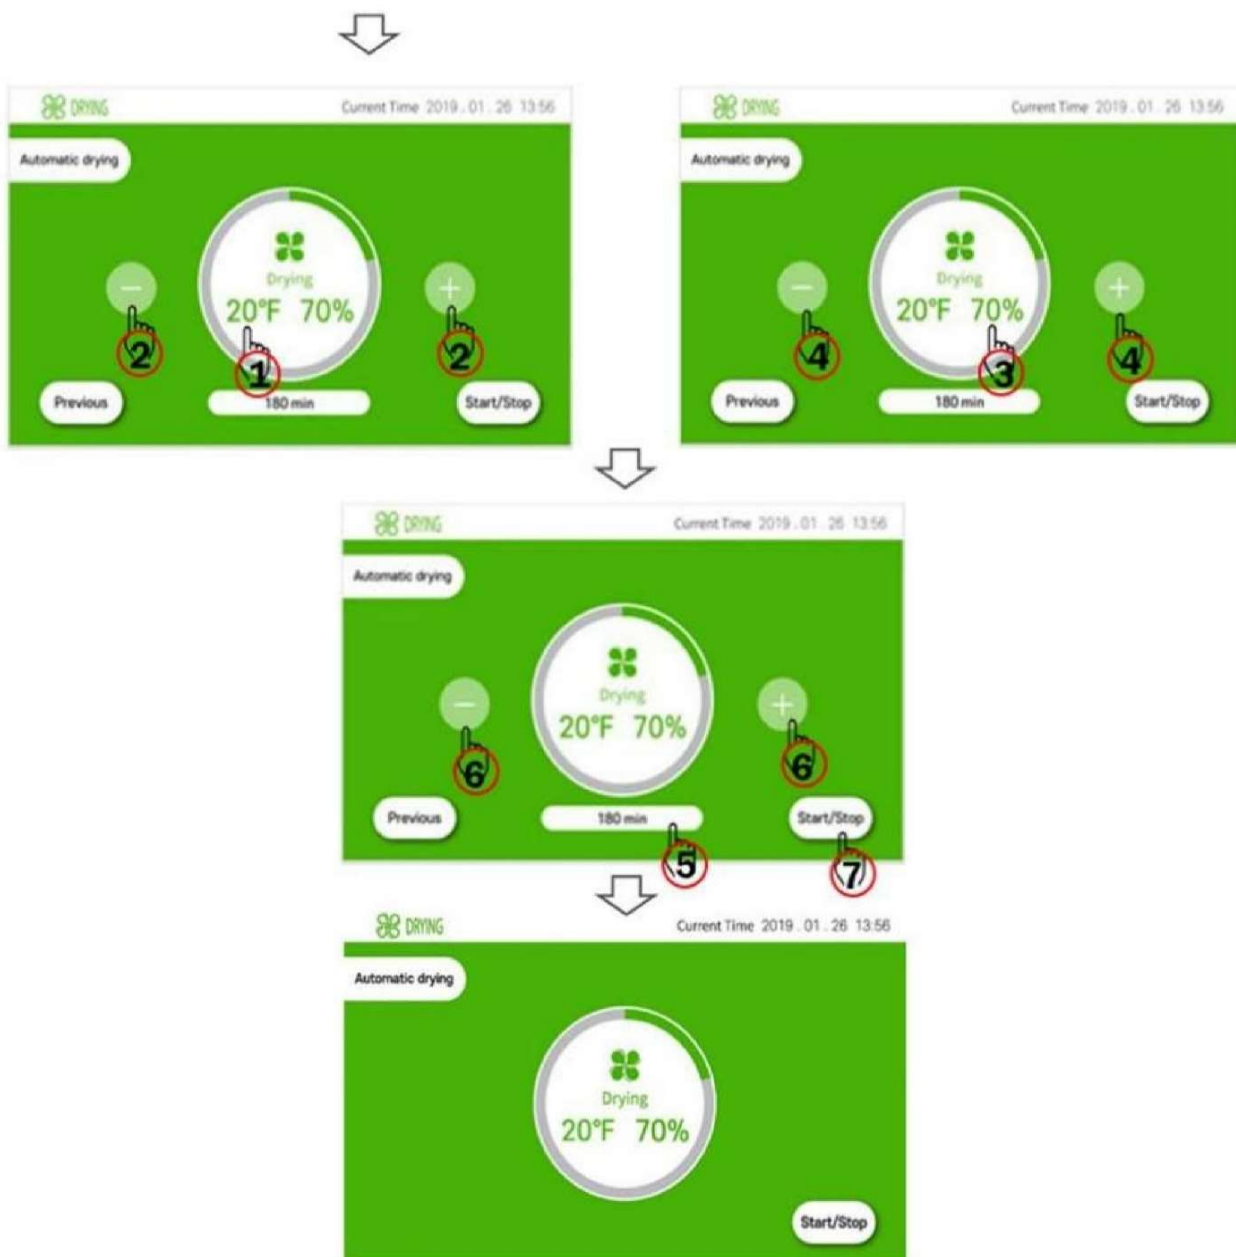 DRYING Current Time 2019 . 01 . 26 13:56
Automatic drying
Drying
20°F 70%
− +
2 1 2
Previous 180 min Start/Stop
DRYING Current Time 2019 . 01 . 26 13:56
Automatic drying
Drying
20°F 70%
− +
4 3 4
Previous 180 min Start/Stop
DRYING Current Time 2019 . 01 . 26 13:56
Automatic drying
Drying
− +
20°F 70%
6 6
Previous 180 min Start/Stop
5 7
DRYING Current Time 2019 . 01 . 26 13:56
Automatic drying
Drying
20°F 70%
Start/Stop